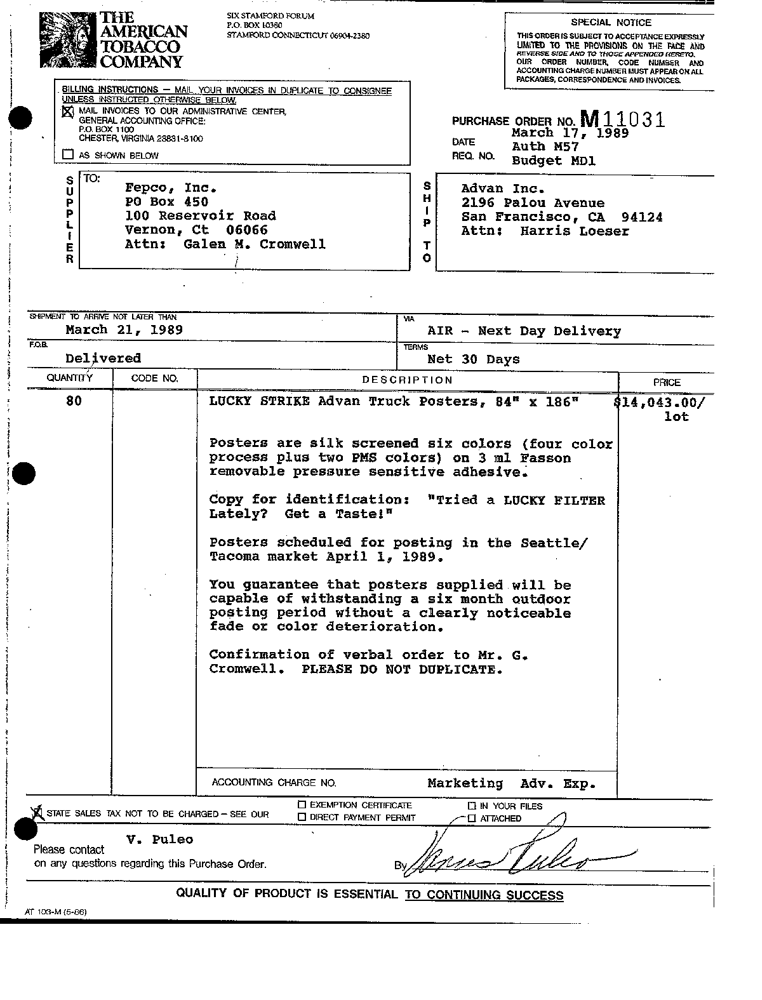 THE
AMERICAN
TOBACCO
COMPANY
SIX STAMFORD FORUM
P.O. BOX 10380
STAMFORD CONNECTICUT 06904-2380
SPECIAL NOTICE
THIS ORDER IS SUBJECT TO ACCEPTANCE EXPRESSLY
LIMITED TO THE PROVISIONS ON THE FACE AND
REVERSE SIDE AND TO THOSE APPENDED HERETO.
OUR ORDER NUMBER, CODE NUMBER AND
ACCOUNTING CHARGE NUMBER MUST APPEAR ON ALL
PACKAGES, CORRESPONDENCE AND INVOICES.
BILLING INSTRUCTIONS — MAIL YOUR INVOICES IN DUPLICATE TO CONSIGNEE
UNLESS INSTRUCTED OTHERWISE BELOW.
MAIL INVOICES TO OUR ADMINISTRATIVE CENTER,
GENERAL ACCOUNTING OFFICE:
P.O. BOX 1100
CHESTER, VIRGINIA 23831-8100
AS SHOWN BELOW
PURCHASE ORDER NO. M11031
DATE March 17, 1989
Auth M57
REQ. NO. Budget MD1
SUPPLIER
TO:
Fepco, Inc.
PO Box 450
100 Reservoir Road
Vernon, Ct 06066
Attn: Galen M. Cromwell
SHIP TO
Advan Inc.
2196 Palou Avenue
San Francisco, CA 94124
Attn: Harris Loeser
SHIPMENT TO ARRIVE NOT LATER THAN
March 21, 1989
VIA
AIR - Next Day Delivery
F.O.B.
Delivered
TERMS
Net 30 Days
QUANTITY CODE NO. DESCRIPTION PRICE
80 LUCKY STRIKE Advan Truck Posters, 84" x 186" $14,043.00/
lot
Posters are silk screened six colors (four color
process plus two PMS colors) on 3 ml Fasson
removable pressure sensitive adhesive.
Copy for identification: "Tried a LUCKY FILTER
Lately? Get a Taste!"
Posters scheduled for posting in the Seattle/
Tacoma market April 1, 1989.
You guarantee that posters supplied will be
capable of withstanding a six month outdoor
posting period without a clearly noticeable
fade or color deterioration.
Confirmation of verbal order to Mr. G.
Cromwell. PLEASE DO NOT DUPLICATE.
ACCOUNTING CHARGE NO. Marketing Adv. Exp.
STATE SALES TAX NOT TO BE CHARGED – SEE OUR
EXEMPTION CERTIFICATE
DIRECT PAYMENT PERMIT
IN YOUR FILES
ATTACHED
V. Puleo
Please contact
on any questions regarding this Purchase Order.
By
QUALITY OF PRODUCT IS ESSENTIAL TO CONTINUING SUCCESS
AT 103-M (5-86)